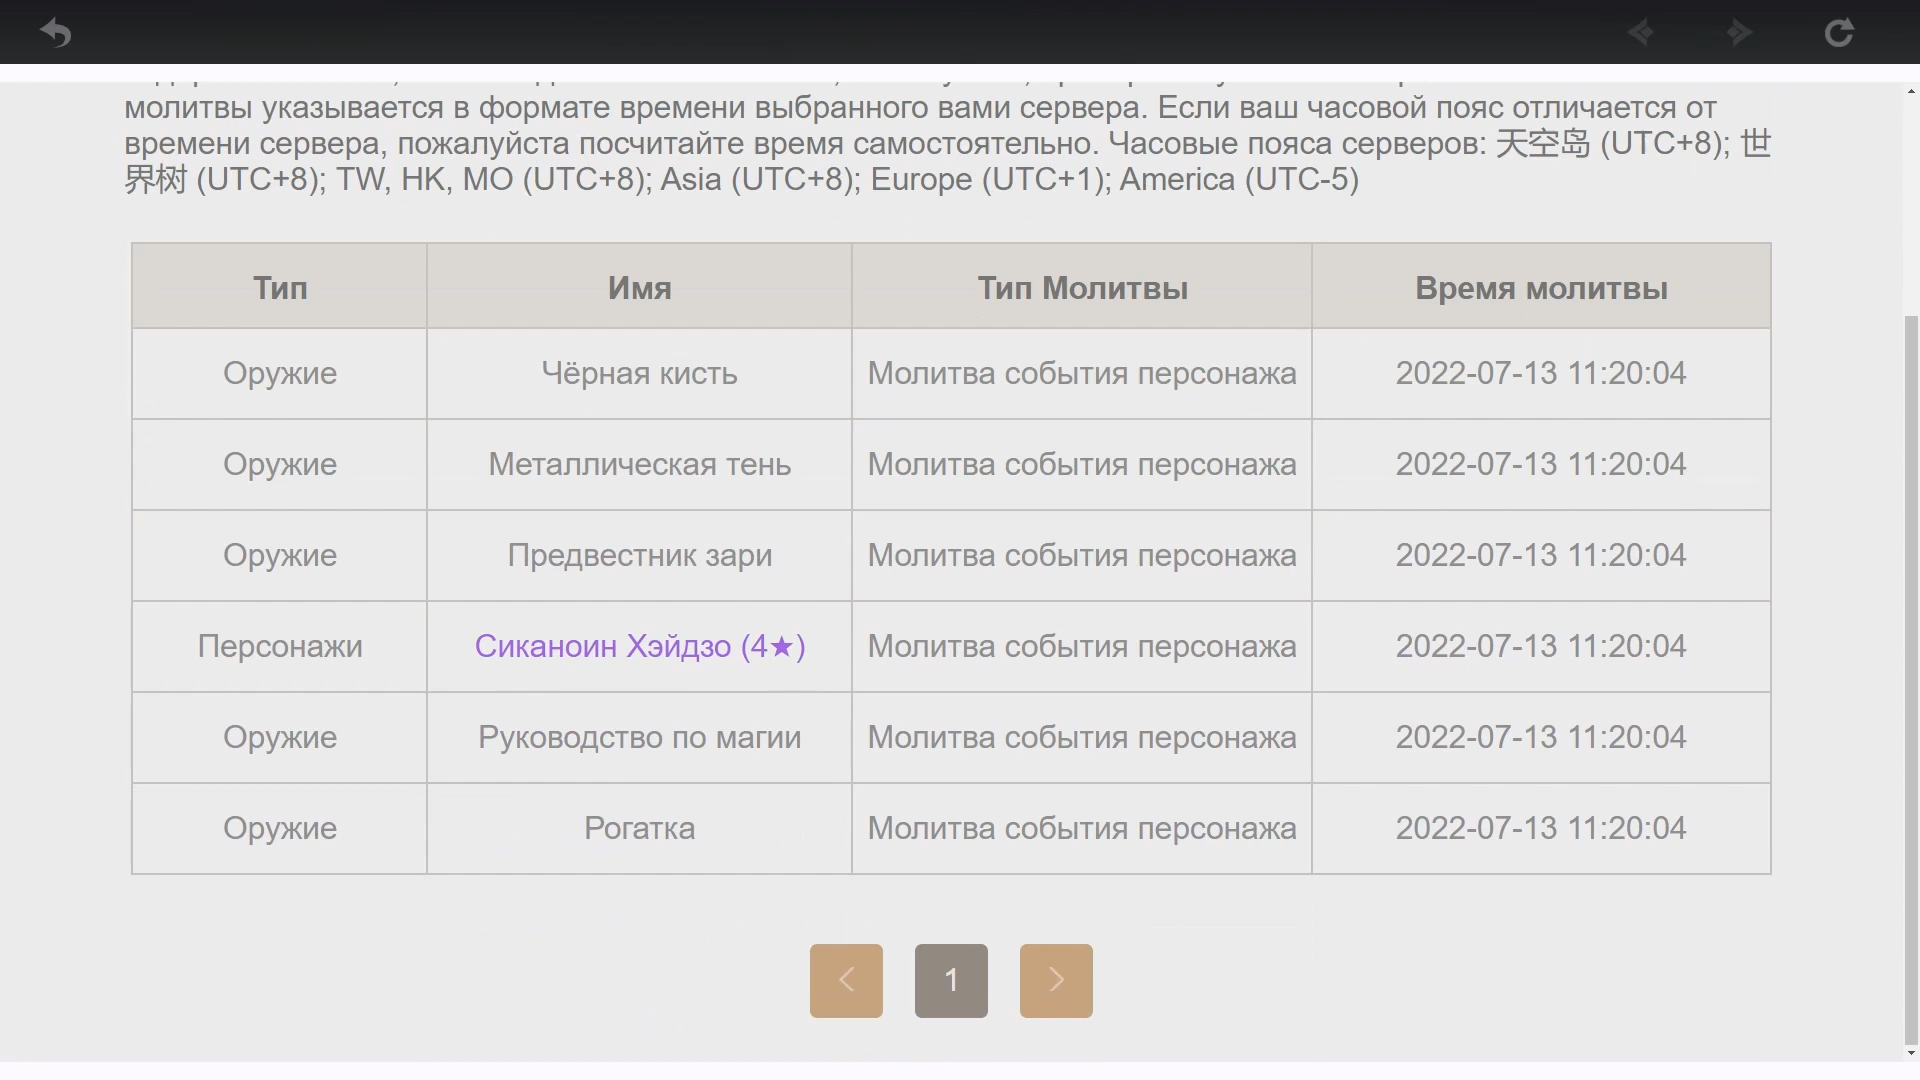 молитвы указывается в формате времени выбранного вами сервера. Если ваш часовой пояс отличается от
времени сервера, пожалуйста посчитайте время самостоятельно. Часовые пояса серверов: 天空岛 (UTC+8); 世
界树 (UTC+8); TW, HK, MO (UTC+8); Asia (UTC+8); Europe (UTC+1); America (UTC-5)
Тип Имя Тип Молитвы Время молитвы
Оружие Чёрная кисть Молитва события персонажа 2022-07-13 11:20:04
Оружие Металлическая тень Молитва события персонажа 2022-07-13 11:20:04
Оружие Предвестник зари Молитва события персонажа 2022-07-13 11:20:04
Персонажи Сиканоин Хэйдзо (4★) Молитва события персонажа 2022-07-13 11:20:04
Оружие Руководство по магии Молитва события персонажа 2022-07-13 11:20:04
Оружие Рогатка Молитва события персонажа 2022-07-13 11:20:04
1